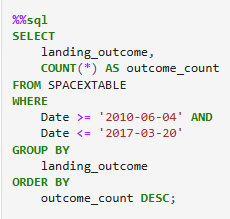 %%sql
SELECT
    landing_outcome,
    COUNT(*) AS outcome_count
FROM SPACEXTABLE
WHERE
    Date >= '2010-06-04' AND
    Date <= '2017-03-20'
GROUP BY
    landing_outcome
ORDER BY
    outcome_count DESC;